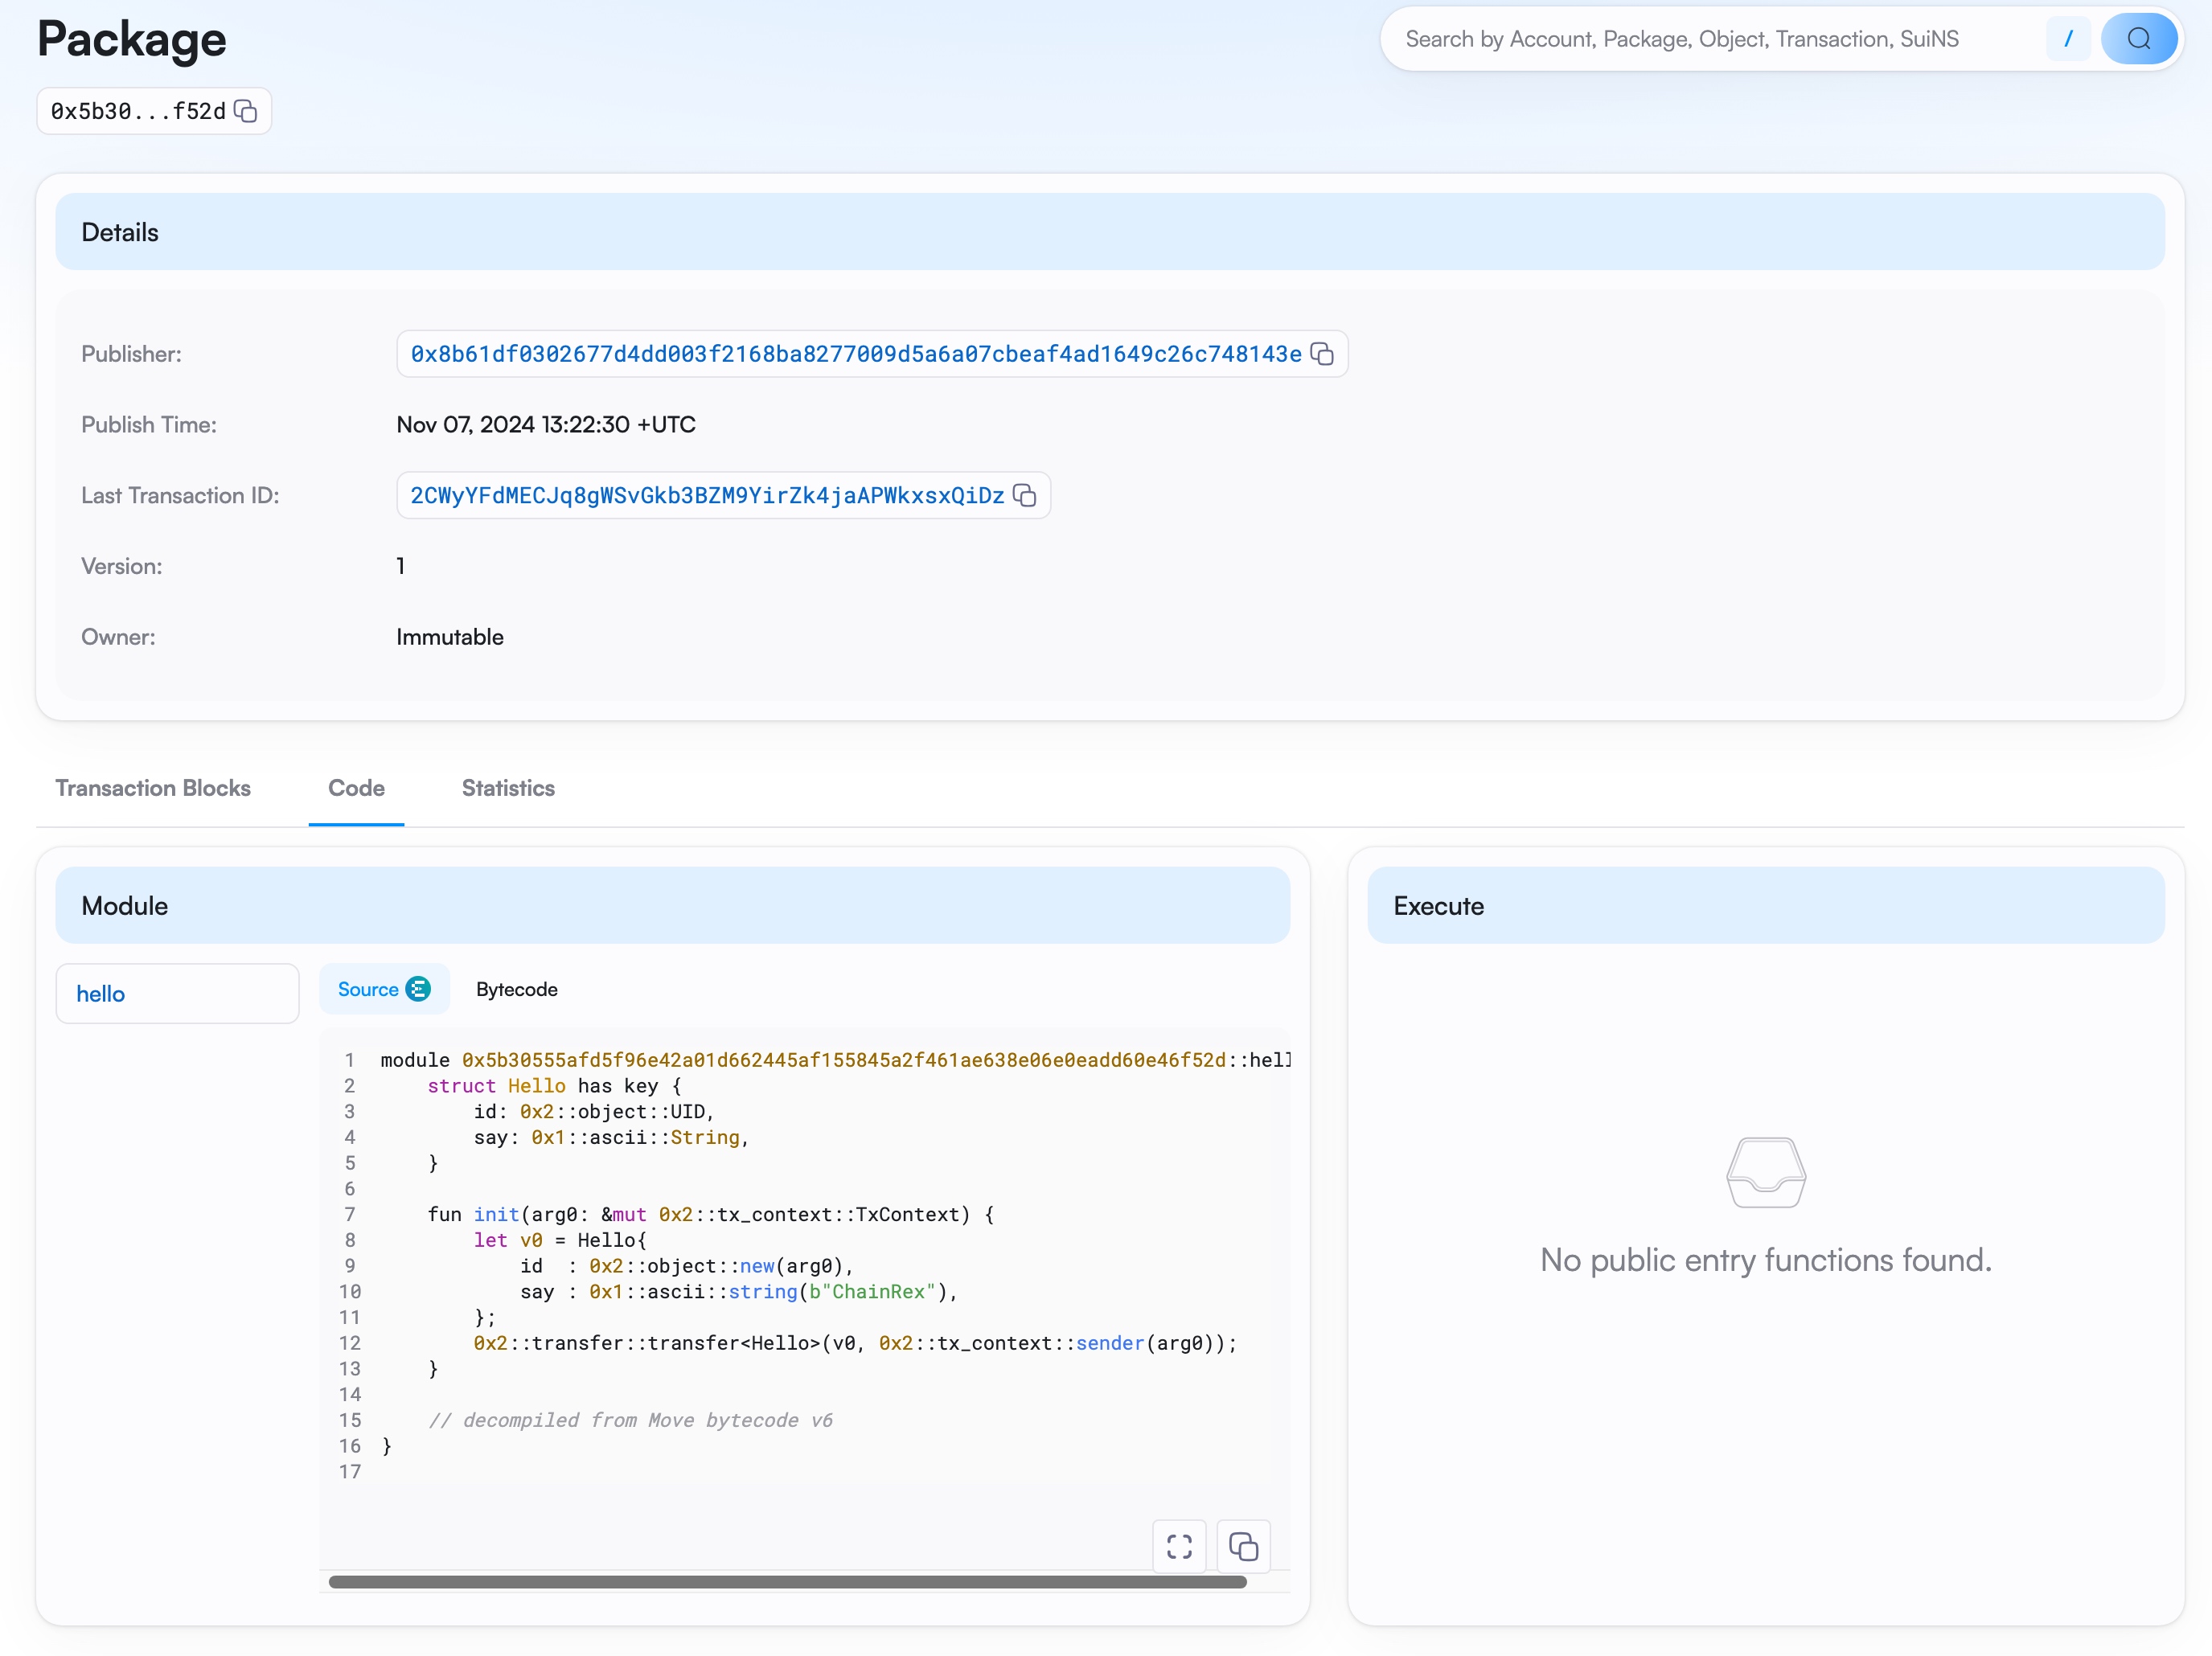 Package
Search by Account, Package, Object, Transaction, SuiNS /
0x5b30...f52d
Details
Publisher: 0x8b61df0302677d4dd003f2168ba8277009d5a6a07cbeaf4ad1649c26c748143e
Publish Time: Nov 07, 2024 13:22:30 +UTC
Last Transaction ID: 2CWyYFdMECJq8gWSvGkb3BZM9YirZk4jaAPWkxsxQiDz
Version: 1
Owner: Immutable
Transaction Blocks Code Statistics
Module
hello
Source Bytecode
1 module 0x5b30555afd5f96e42a01d662445af155845a2f461ae638e06e0eadd60e46f52d::hell
2     struct Hello has key {
3         id: 0x2::object::UID,
4         say: 0x1::ascii::String,
5     }
6
7     fun init(arg0: &mut 0x2::tx_context::TxContext) {
8         let v0 = Hello{
9             id  : 0x2::object::new(arg0),
10             say : 0x1::ascii::string(b"ChainRex"),
11         };
12         0x2::transfer::transfer<Hello>(v0, 0x2::tx_context::sender(arg0));
13     }
14
15     // decompiled from Move bytecode v6
16 }
17
Execute
No public entry functions found.